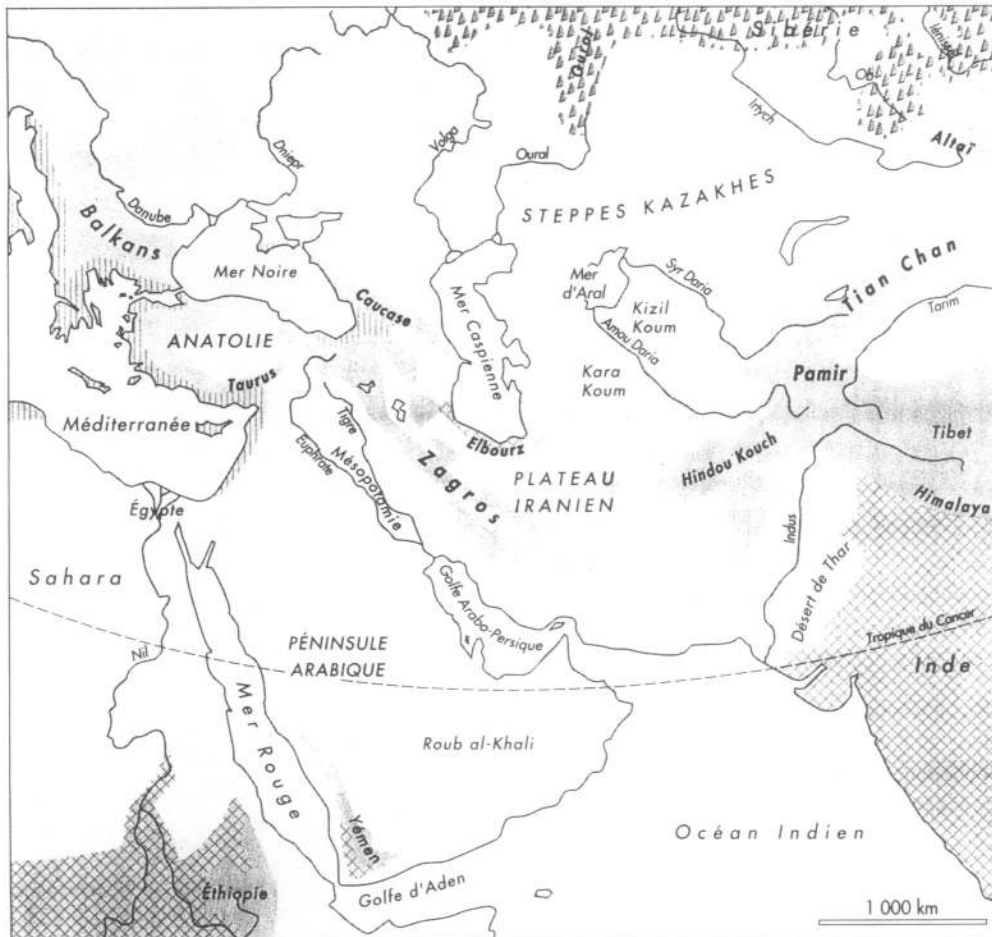 Sibérie
Iénisseï
Oural
Ob
Irtych
Altaï
Dniepr
Volga
Oural
STEPPES KAZAKHES
Danube
Balkans
Mer Noire
Caucase
Mer Caspienne
Mer
d'Aral
Syr Daria
Kizil
Koum
Amou Daria
Kara
Koum
Tian Chan
Tarim
ANATOLIE
Taurus
Pamir
Méditerranée
Tigre
Euphrate
Mésopotamie
Zagros
Elbourz
PLATEAU
IRANIEN
Hindou Kouch
Tibet
Himalaya
Égypte
Indus
Sahara
Golfe Arabo-Persique
Désert de Thar
Tropique du Cancer
Nil
PÉNINSULE
ARABIQUE
Inde
Mer Rouge
Roub al-Khali
Yémen
Océan Indien
Éthiopie
Golfe d'Aden
1 000 km